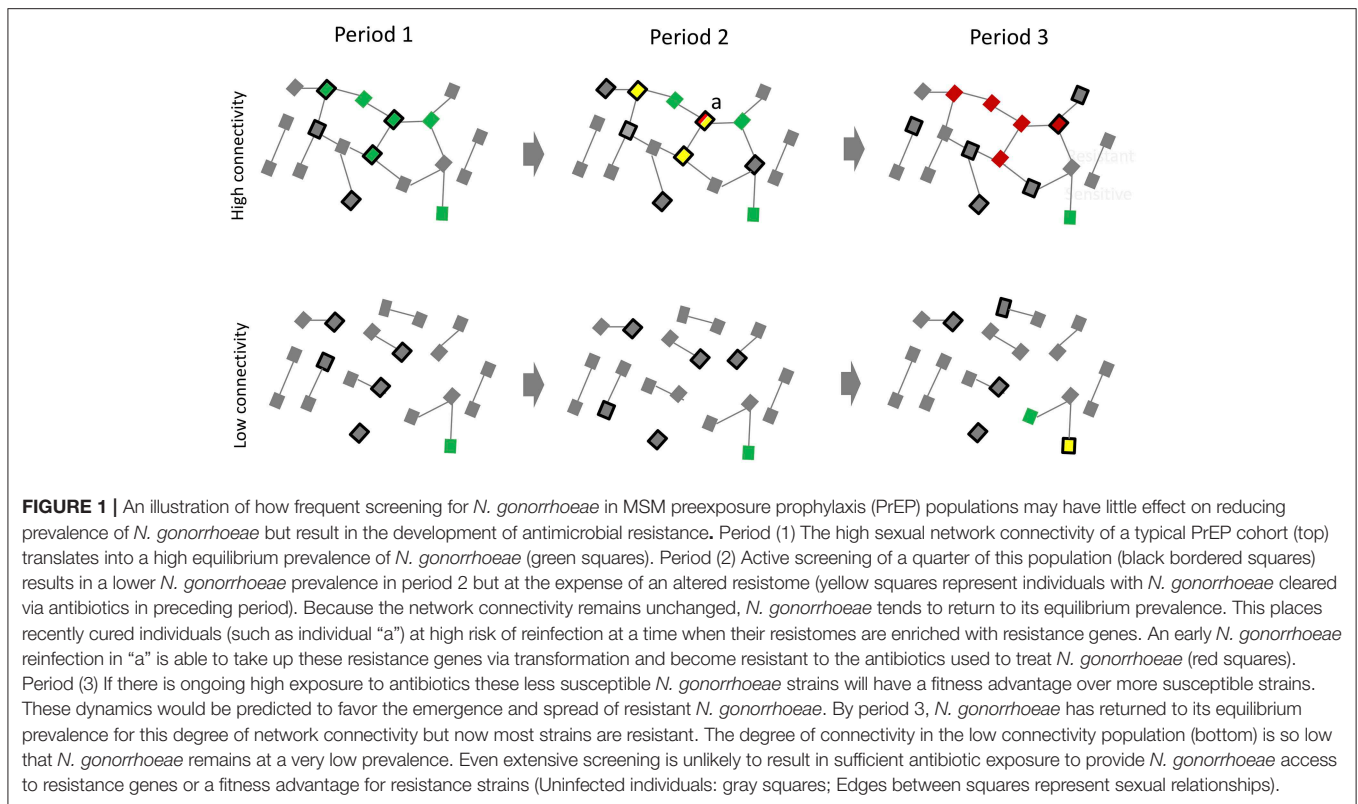 Period 1
Period 2
Period 3
High connectivity
a
Resistant
Sensitive
Low connectivity
FIGURE 1 | An illustration of how frequent screening for N. gonorrhoeae in MSM preexposure prophylaxis (PrEP) populations may have little effect on reducing
prevalence of N. gonorrhoeae but result in the development of antimicrobial resistance. Period (1) The high sexual network connectivity of a typical PrEP cohort (top)
translates into a high equilibrium prevalence of N. gonorrhoeae (green squares). Period (2) Active screening of a quarter of this population (black bordered squares)
results in a lower N. gonorrhoeae prevalence in period 2 but at the expense of an altered resistome (yellow squares represent individuals with N. gonorrhoeae cleared
via antibiotics in preceding period). Because the network connectivity remains unchanged, N. gonorrhoeae tends to return to its equilibrium prevalence. This places
recently cured individuals (such as individual “a”) at high risk of reinfection at a time when their resistomes are enriched with resistance genes. An early N. gonorrhoeae
reinfection in “a” is able to take up these resistance genes via transformation and become resistant to the antibiotics used to treat N. gonorrhoeae (red squares).
Period (3) If there is ongoing high exposure to antibiotics these less susceptible N. gonorrhoeae strains will have a fitness advantage over more susceptible strains.
These dynamics would be predicted to favor the emergence and spread of resistant N. gonorrhoeae. By period 3, N. gonorrhoeae has returned to its equilibrium
prevalence for this degree of network connectivity but now most strains are resistant. The degree of connectivity in the low connectivity population (bottom) is so low
that N. gonorrhoeae remains at a very low prevalence. Even extensive screening is unlikely to result in sufficient antibiotic exposure to provide N. gonorrhoeae access
to resistance genes or a fitness advantage for resistance strains (Uninfected individuals: gray squares; Edges between squares represent sexual relationships).